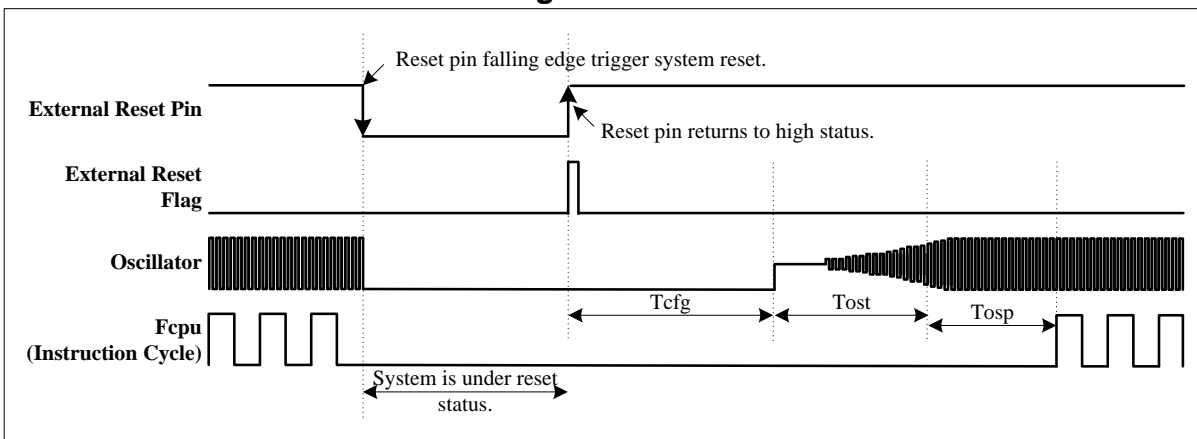 Reset pin falling edge trigger system reset.
External Reset Pin
Reset pin returns to high status.
External Reset
Flag
Oscillator
Tcfg
Tost
Tosp
Fcpu
(Instruction Cycle)
System is under reset
status.